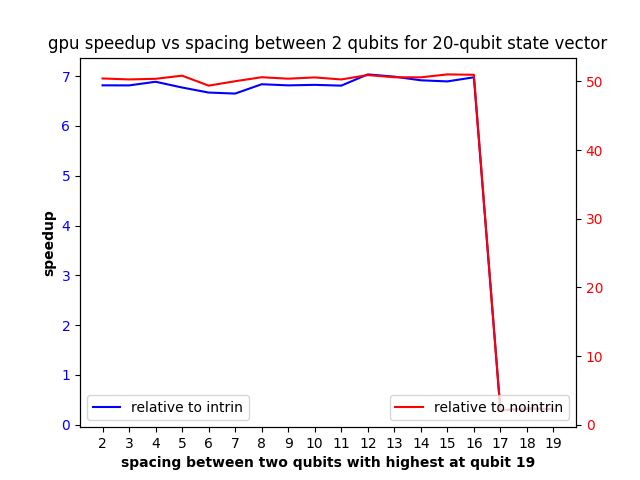 gpu speedup vs spacing between 2 qubits for 20-qubit state vector
7
6
5
4
3
2
1
0
speedup
50
40
30
20
10
0
relative to intrin
relative to nointrin
2 3 4 5 6 7 8 9 10 11 12 13 14 15 16 17 18 19
spacing between two qubits with highest at qubit 19